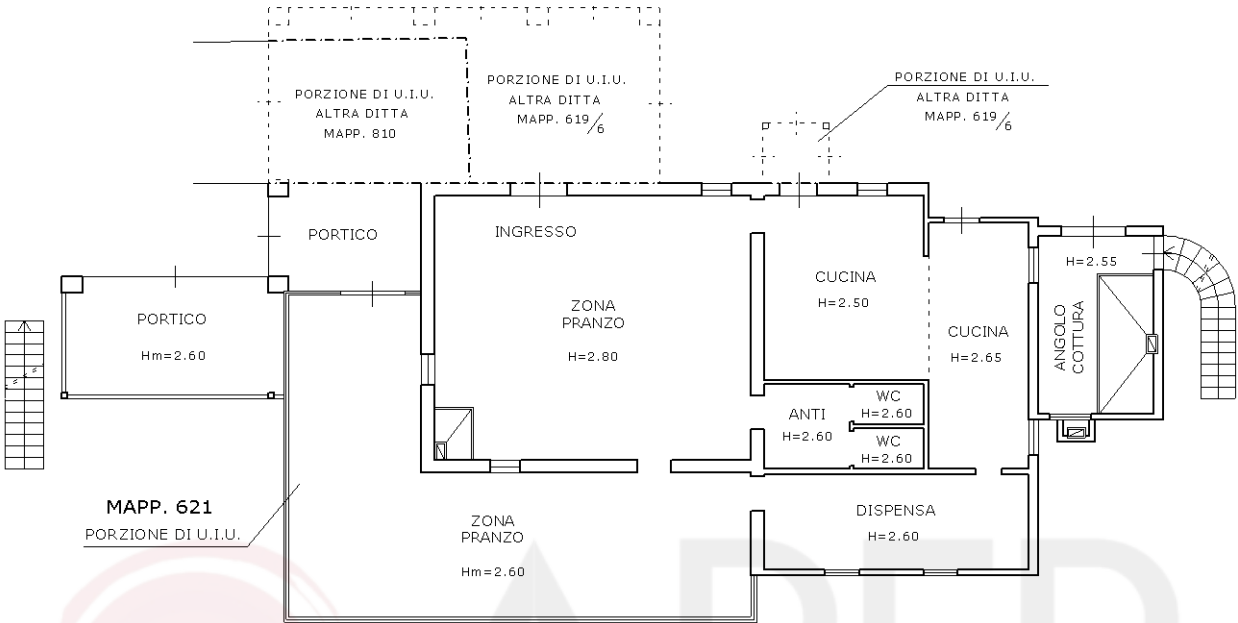 PORZIONE DI U.I.U.
ALTRA DITTA
MAPP. 810
PORZIONE DI U.I.U.
ALTRA DITTA
MAPP. 619/6
PORZIONE DI U.I.U.
ALTRA DITTA
MAPP. 619/6
PORTICO
INGRESSO
PORTICO
Hm=2.60
ZONA
PRANZO
H=2.80
CUCINA
H=2.50
CUCINA
H=2.65
H=2.55
ANGOLO
COTTURA
ANTI
H=2.60
WC
H=2.60
WC
H=2.60
MAPP. 621
PORZIONE DI U.I.U.
ZONA
PRANZO
Hm=2.60
DISPENSA
H=2.60